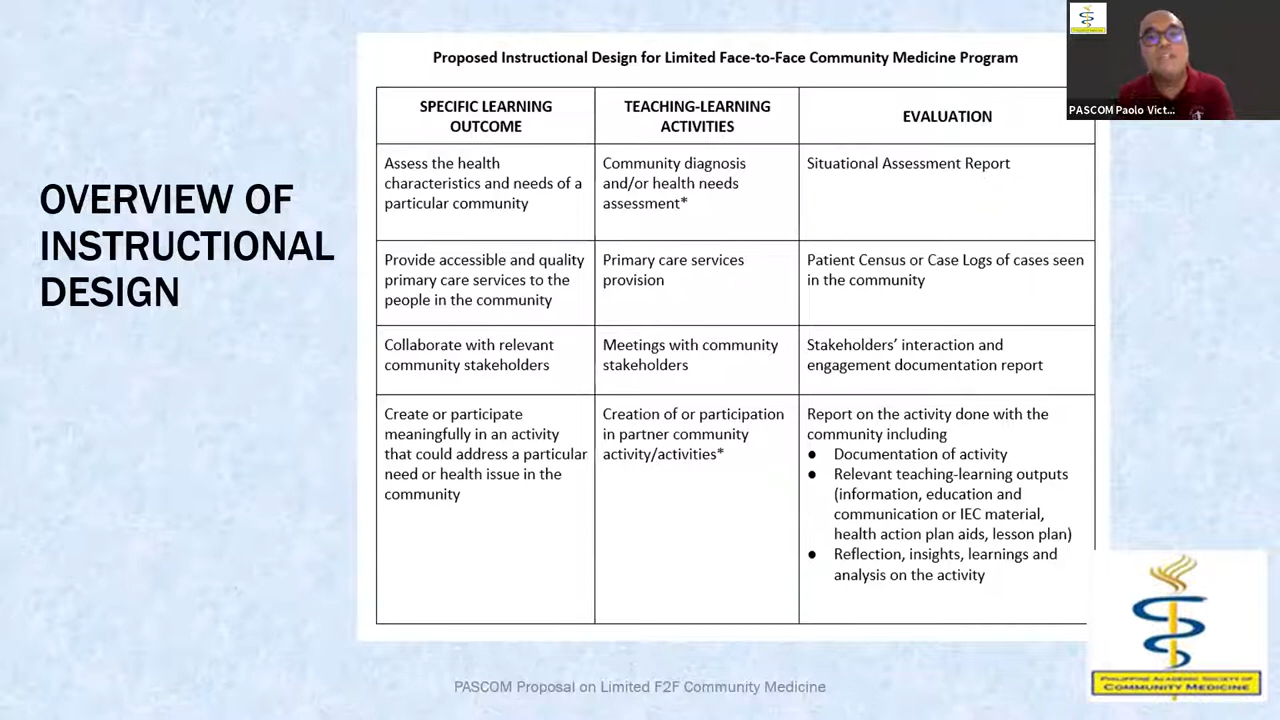 OVERVIEW OF
INSTRUCTIONAL
DESIGN
Proposed Instructional Design for Limited Face-to-Face Community Medicine Program
SPECIFIC LEARNING
OUTCOME
TEACHING-LEARNING
ACTIVITIES
EVALUATION
Assess the health
characteristics and needs of a
particular community
Community diagnosis
and/or health needs
assessment*
Situational Assessment Report
Provide accessible and quality
primary care services to the
people in the community
Primary care services
provision
Patient Census or Case Logs of cases seen
in the community
Collaborate with relevant
community stakeholders
Meetings with community
stakeholders
Stakeholders’ interaction and
engagement documentation report
Create or participate
meaningfully in an activity
that could address a particular
need or health issue in the
community
Creation of or participation
in partner community
activity/activities*
Report on the activity done with the
community including
● Documentation of activity
● Relevant teaching-learning outputs
(information, education and
communication or IEC material,
health action plan aids, lesson plan)
● Reflection, insights, learnings and
analysis on the activity
PASCOM Proposal on Limited F2F Community Medicine
PASCOM Paolo Vict...
PHILIPPINE ACADEMIC SOCIETY OF
COMMUNITY MEDICINE